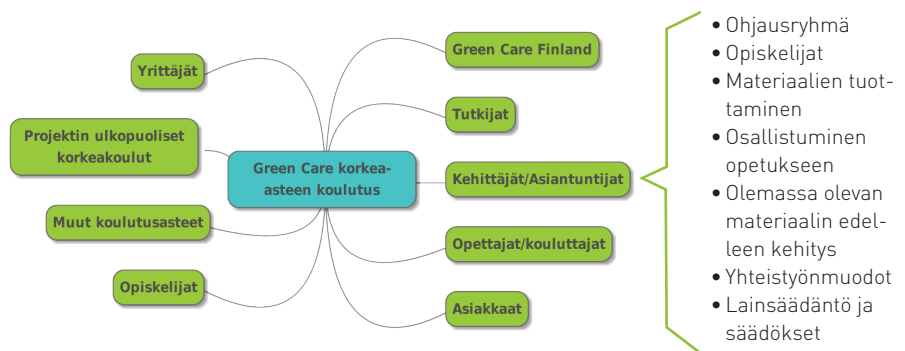 Yrittäjät
Projektin ulkopuoliset
korkeakoulut
Muut koulutusasteet
Opiskelijat
Green Care korkea-
asteen koulutus
Green Care Finland
Tutkijat
Kehittäjät/Asiantuntijat
Opettajat/kouluttajat
Asiakkaat
• Ohjausryhmä
• Opiskelijat
• Materiaalien tuot-
taminen
• Osallistuminen
opetukseen
• Olemassa olevan
materiaalin edel-
leen kehitys
• Yhteistyönmuodot
• Lainsäädäntö ja
säädökset